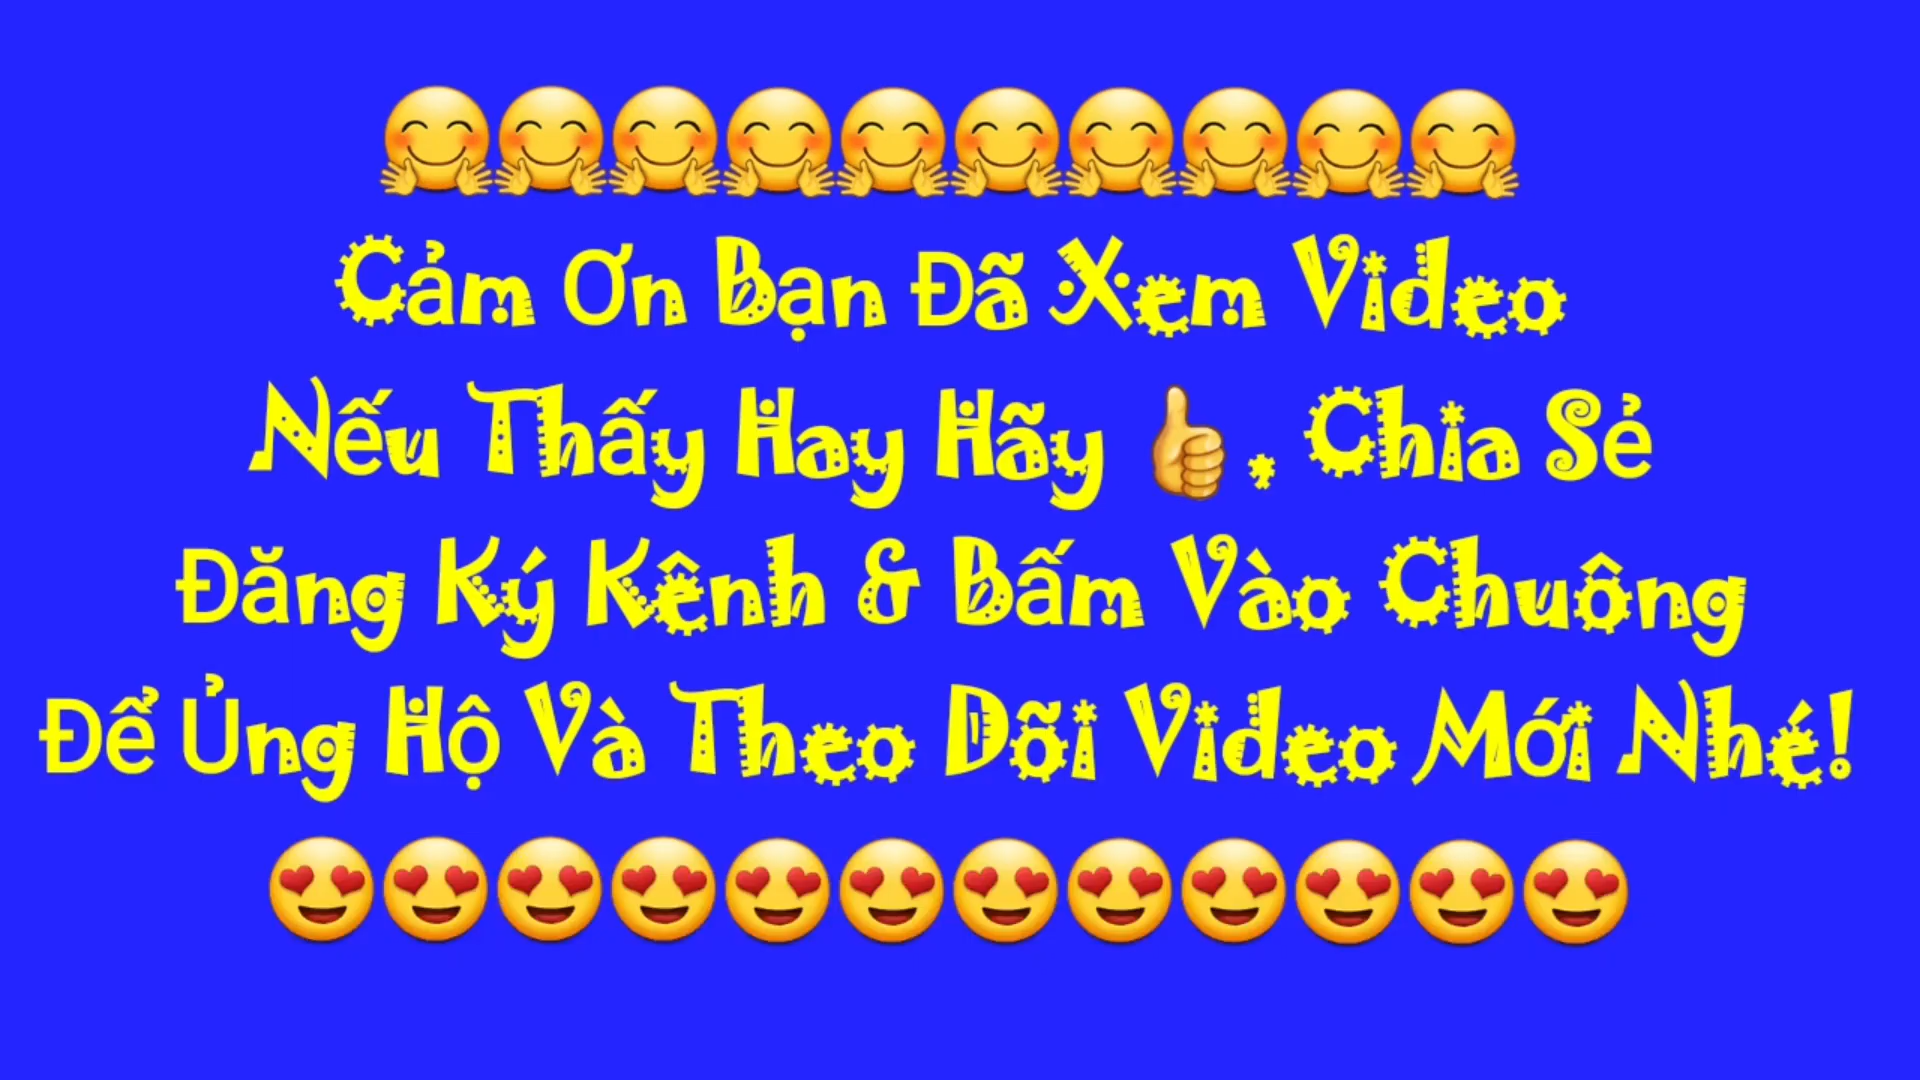 🤗🤗🤗🤗🤗🤗🤗🤗🤗🤗
Cảm Ơn Bạn Đã Xem Video
Nếu Thấy Hay Hãy 👍, Chia Sẻ
Đăng Ký Kênh & Bấm Vào Chuông
Để Ủng Hộ Và Theo Dõi Video Mới Nhé!
😍😍😍😍😍😍😍😍😍😍😍😍